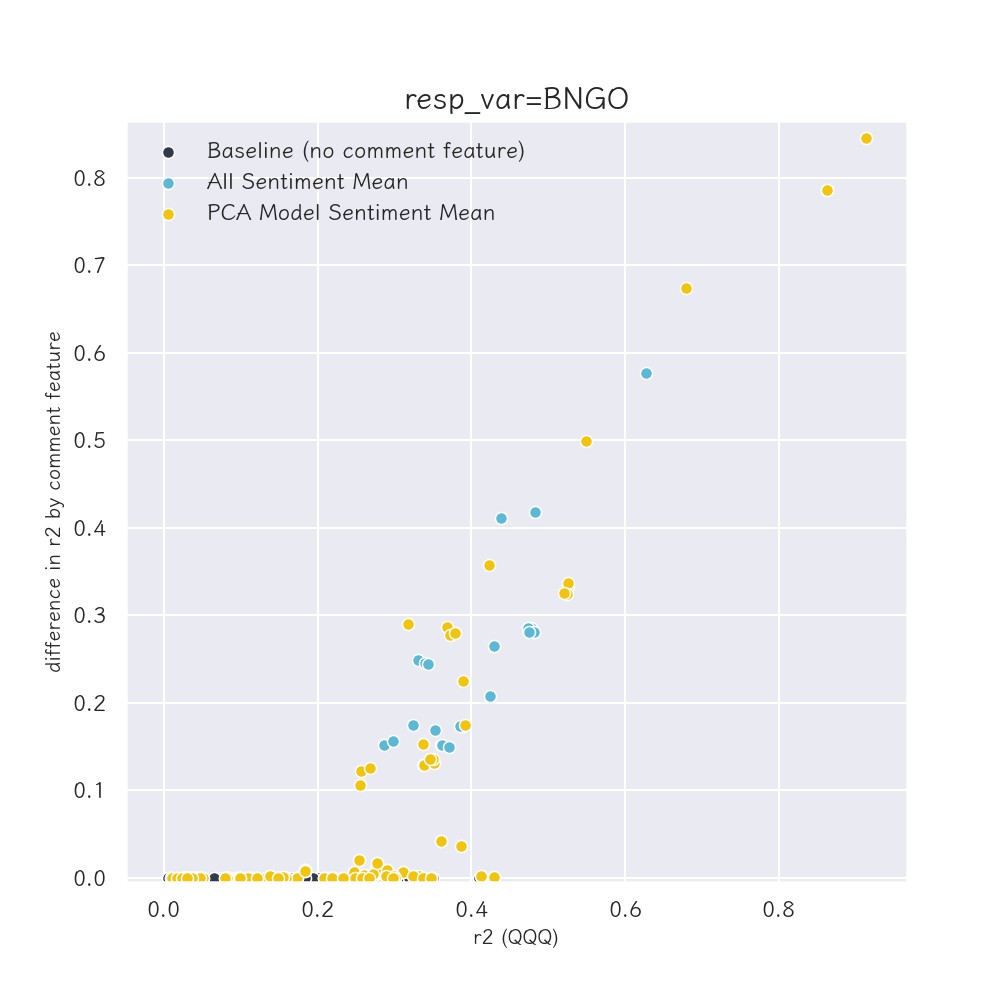 resp_var=BNGO
Baseline (no comment feature)
All Sentiment Mean
PCA Model Sentiment Mean
difference in r2 by comment feature
0.8
0.7
0.6
0.5
0.4
0.3
0.2
0.1
0.0
0.0 0.2 0.4 0.6 0.8
r2 (QQQ)